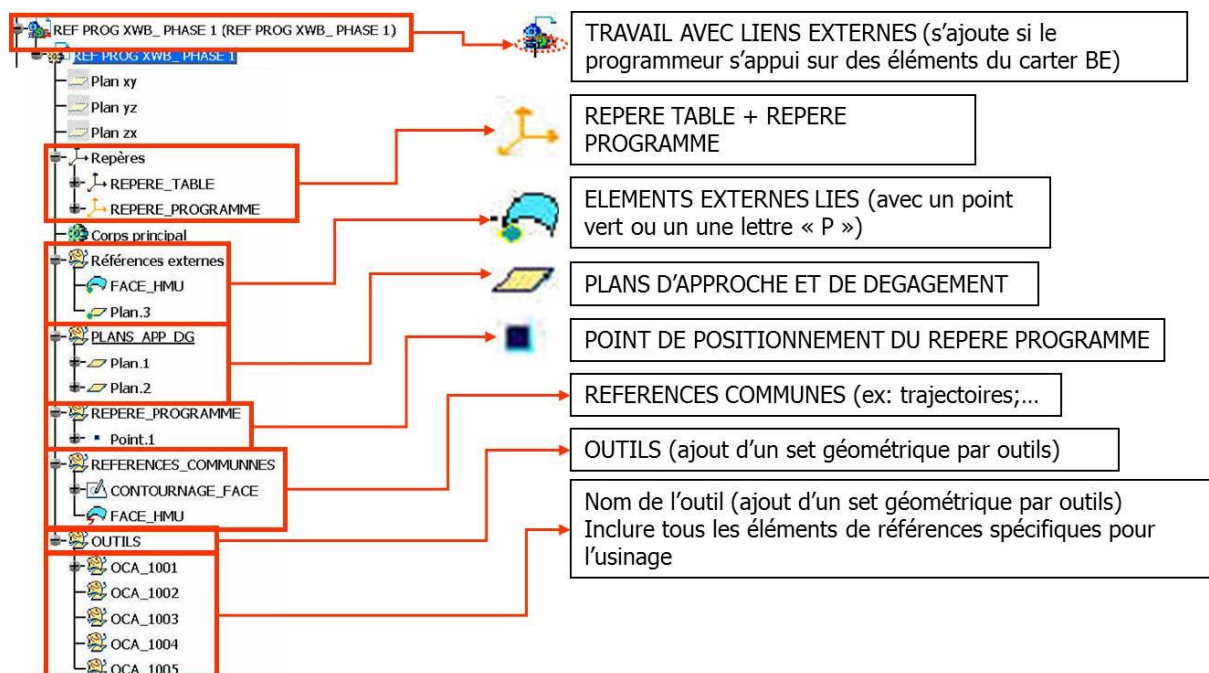 REF PROG XWB_ PHASE 1 (REF PROG XWB_ PHASE 1)
REF PROG XWB_ PHASE 1
Plan xy
Plan yz
Plan zx
Repères
REPERE_TABLE
REPERE_PROGRAMME
Corps principal
Références externes
FACE_HMU
Plan.3
PLANS_APP_DG
Plan.1
Plan.2
REPERE_PROGRAMME
Point.1
REFERENCES_COMMUNNES
CONTOURNAGE_FACE
FACE_HMU
OUTILS
OCA_1001
OCA_1002
OCA_1003
OCA_1004
OCA_1005
TRAVAIL AVEC LIENS EXTERNES (s’ajoute si le
programmeur s’appui sur des éléments du carter BE)
REPERE TABLE + REPERE
PROGRAMME
ELEMENTS EXTERNES LIES (avec un point
vert ou un une lettre « P »)
PLANS D’APPROCHE ET DE DEGAGEMENT
POINT DE POSITIONNEMENT DU REPERE PROGRAMME
REFERENCES COMMUNES (ex: trajectoires;…
OUTILS (ajout d’un set géométrique par outils)
Nom de l’outil (ajout d’un set géométrique par outils)
Inclure tous les éléments de références spécifiques pour
l’usinage